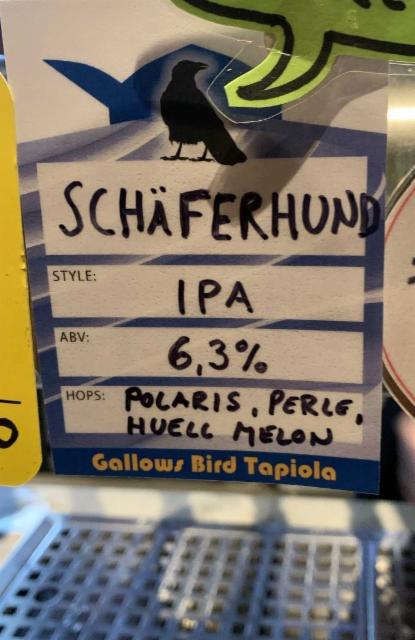 SCHÄFERHUND
STYLE:
IPA
ABV:
6,3%
HOPS: POLARIS, PERLE,
HUELL MELON
Gallows Bird Tapiola